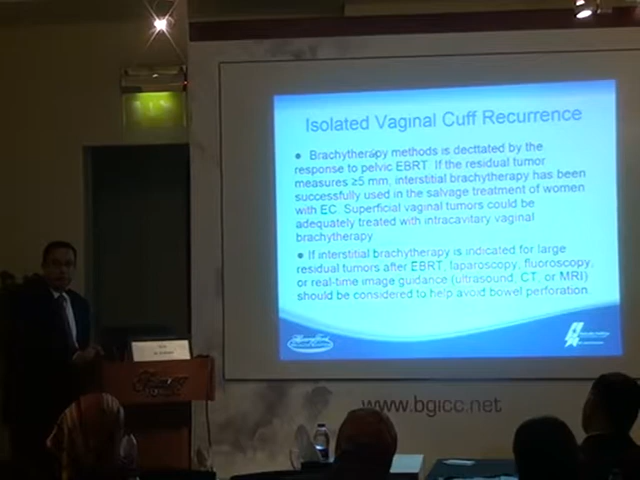 Isolated Vaginal Cuff Recurrence
● Brachytherapy methods is decttated by the
response to pelvic EBRT. If the residual tumor
measures ≥5 mm, interstitial brachytherapy has been
successfully used in the salvage treatment of women
with EC. Superficial vaginal tumors could be
adequately treated with intracavitary vaginal
brachytherapy
● If interstitial brachytherapy is indicated for large
residual tumors after EBRT, laparoscopy, fluoroscopy,
or real-time image guidance (ultrasound, CT, or MRI)
should be considered to help avoid bowel perforation.
www.bgicc.net